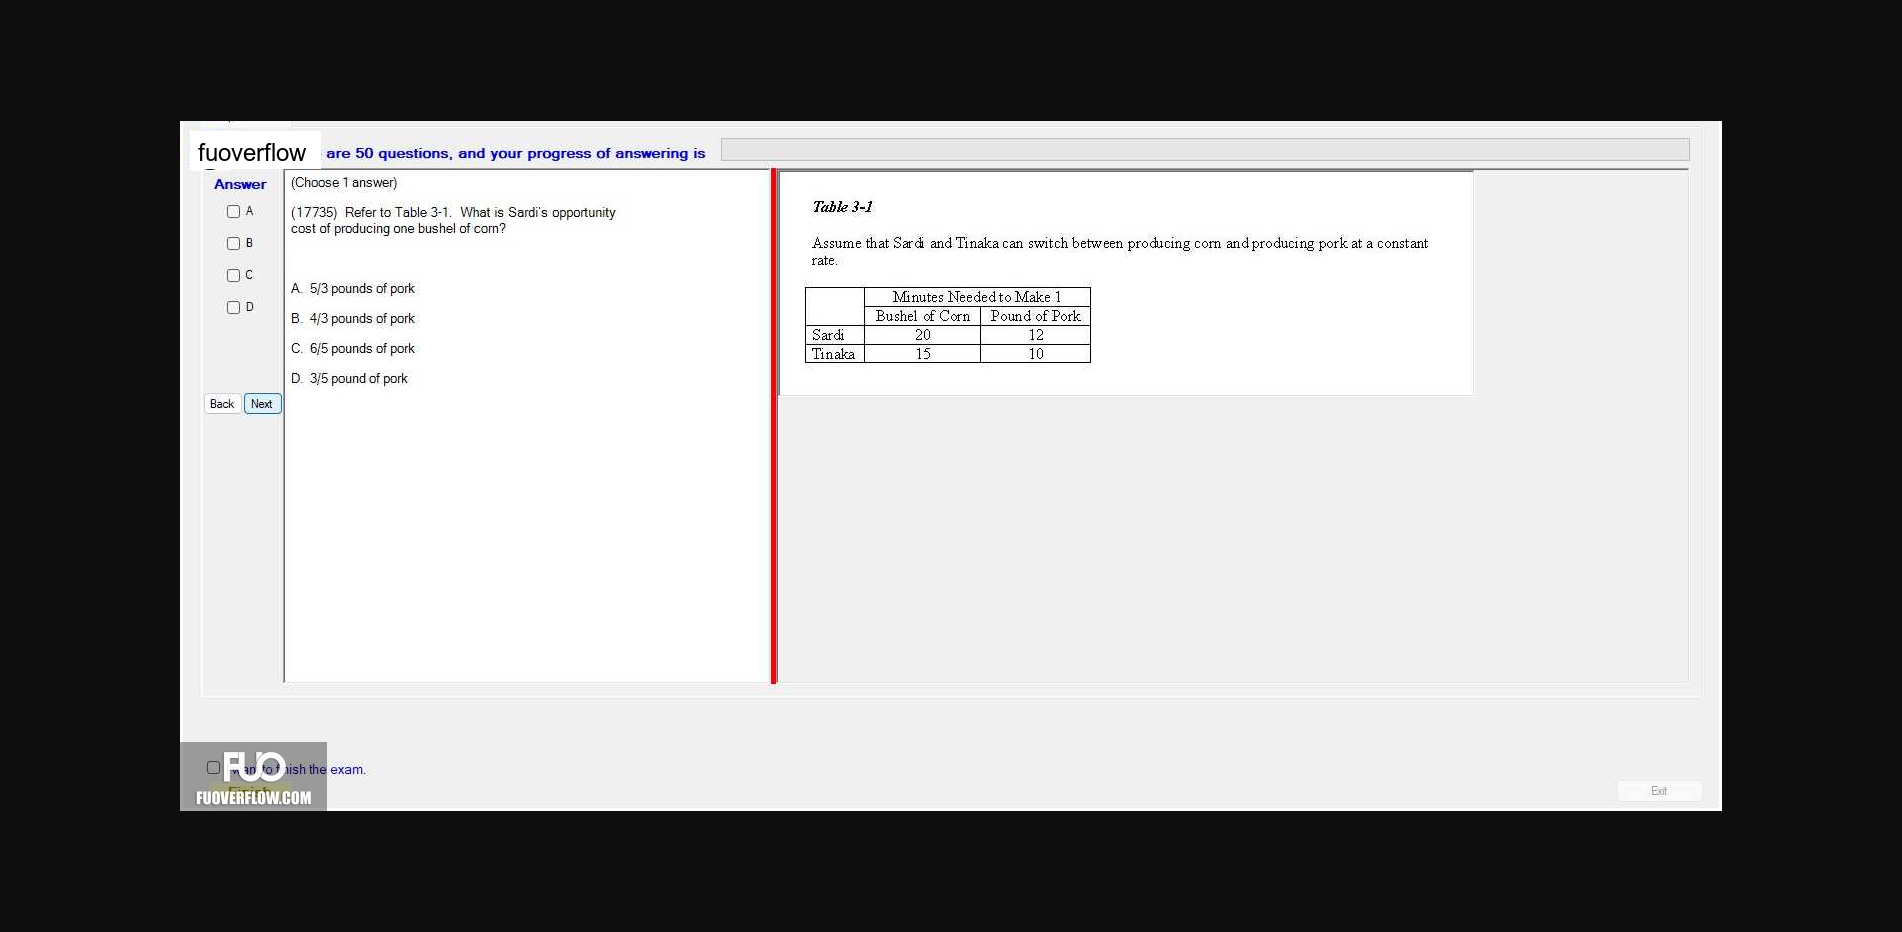 fuoverflow are 50 questions, and your progress of answering is
Answer
A
B
C
D
Back Next
(Choose 1 answer)
(17735) Refer to Table 3-1. What is Sardi's opportunity
cost of producing one bushel of corn?
A. 5/3 pounds of pork
B. 4/3 pounds of pork
C. 6/5 pounds of pork
D. 3/5 pound of pork
Table 3-1
Assume that Sardi and Tinaka can switch between producing corn and producing pork at a constant
rate.
Minutes Needed to Make 1
Bushel of Corn Pound of Pork
Sardi 20 12
Tinaka 15 10
FUO
want to finish the exam.
Finish
FUOVERFLOW.COM
Exit